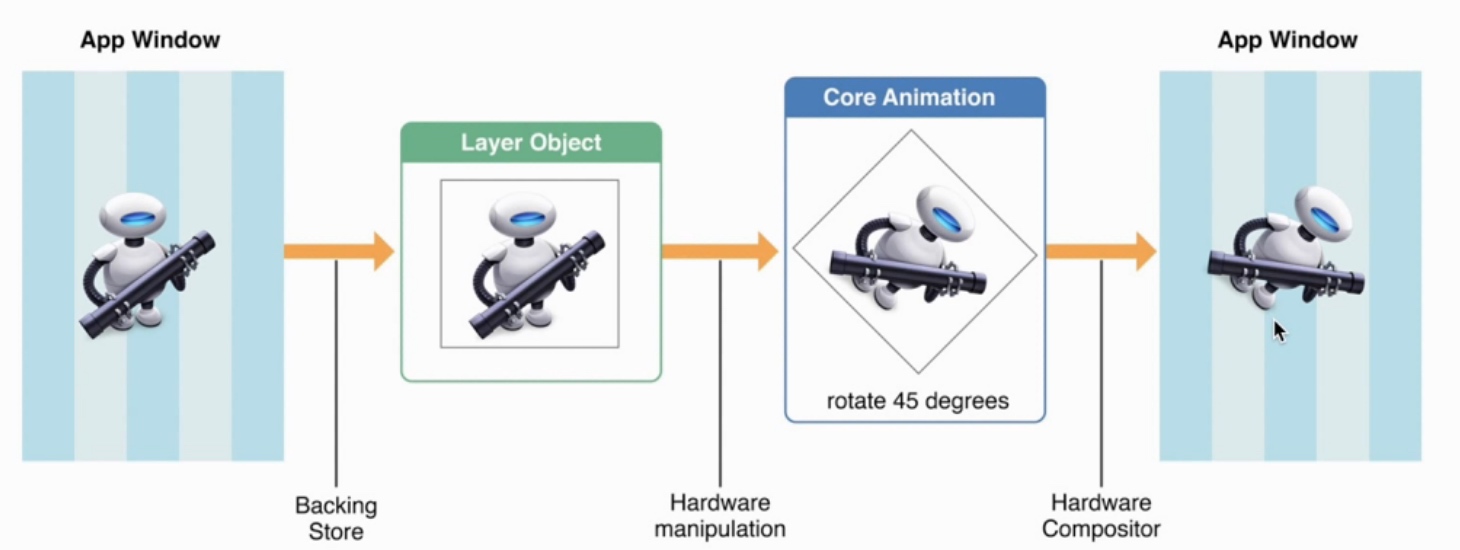 App Window
Layer Object
Core Animation
rotate 45 degrees
App Window
Backing
Store
Hardware
manipulation
Hardware
Compositor